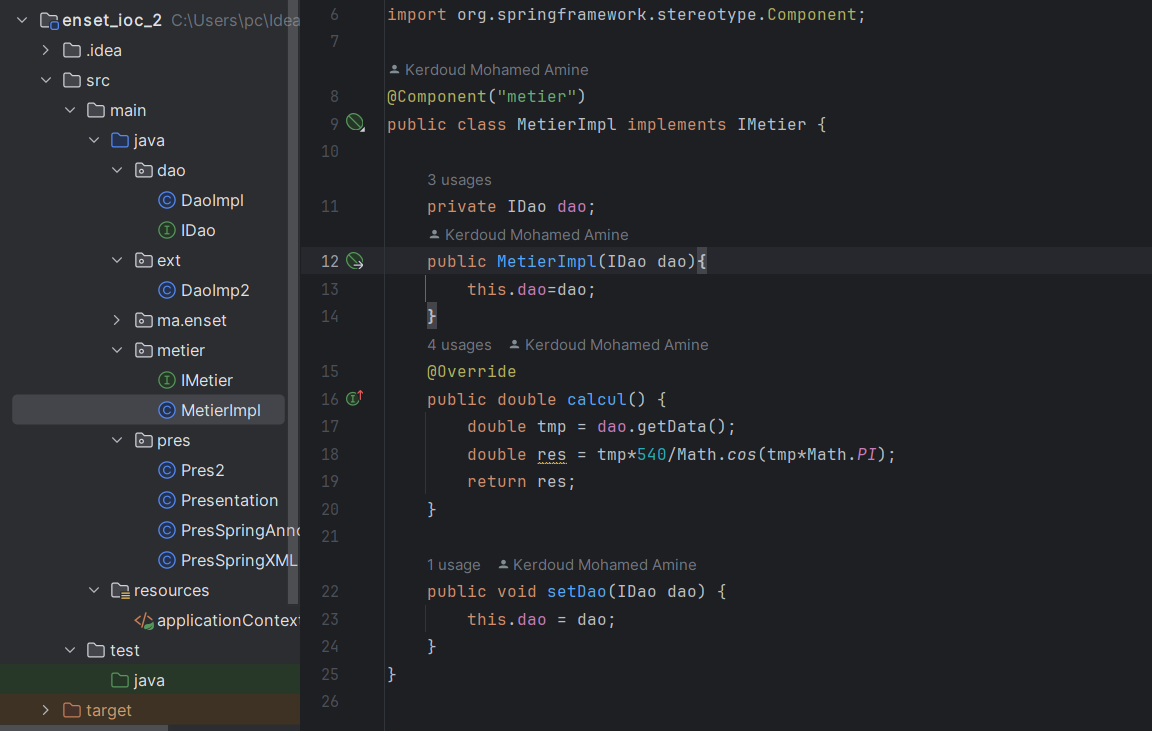 enset_ioc_2 C:\Users\pc\Idea
.idea
src
main
java
dao
DaoImpl
IDao
ext
DaoImp2
ma.enset
metier
IMetier
MetierImpl
pres
Pres2
Presentation
PresSpringAnno
PresSpringXML
resources
applicationContext
test
java
target
6 import org.springframework.stereotype.Component;
7
Kerdoud Mohamed Amine
8 @Component("metier")
9 public class MetierImpl implements IMetier {
10
3 usages
11 private IDao dao;
Kerdoud Mohamed Amine
12 public MetierImpl(IDao dao){
13 this.dao=dao;
14 }
4 usages Kerdoud Mohamed Amine
15 @Override
16 public double calcul() {
17 double tmp = dao.getData();
18 double res = tmp*540/Math.cos(tmp*Math.PI);
19 return res;
20 }
21
1 usage Kerdoud Mohamed Amine
22 public void setDao(IDao dao) {
23 this.dao = dao;
24 }
25 }
26